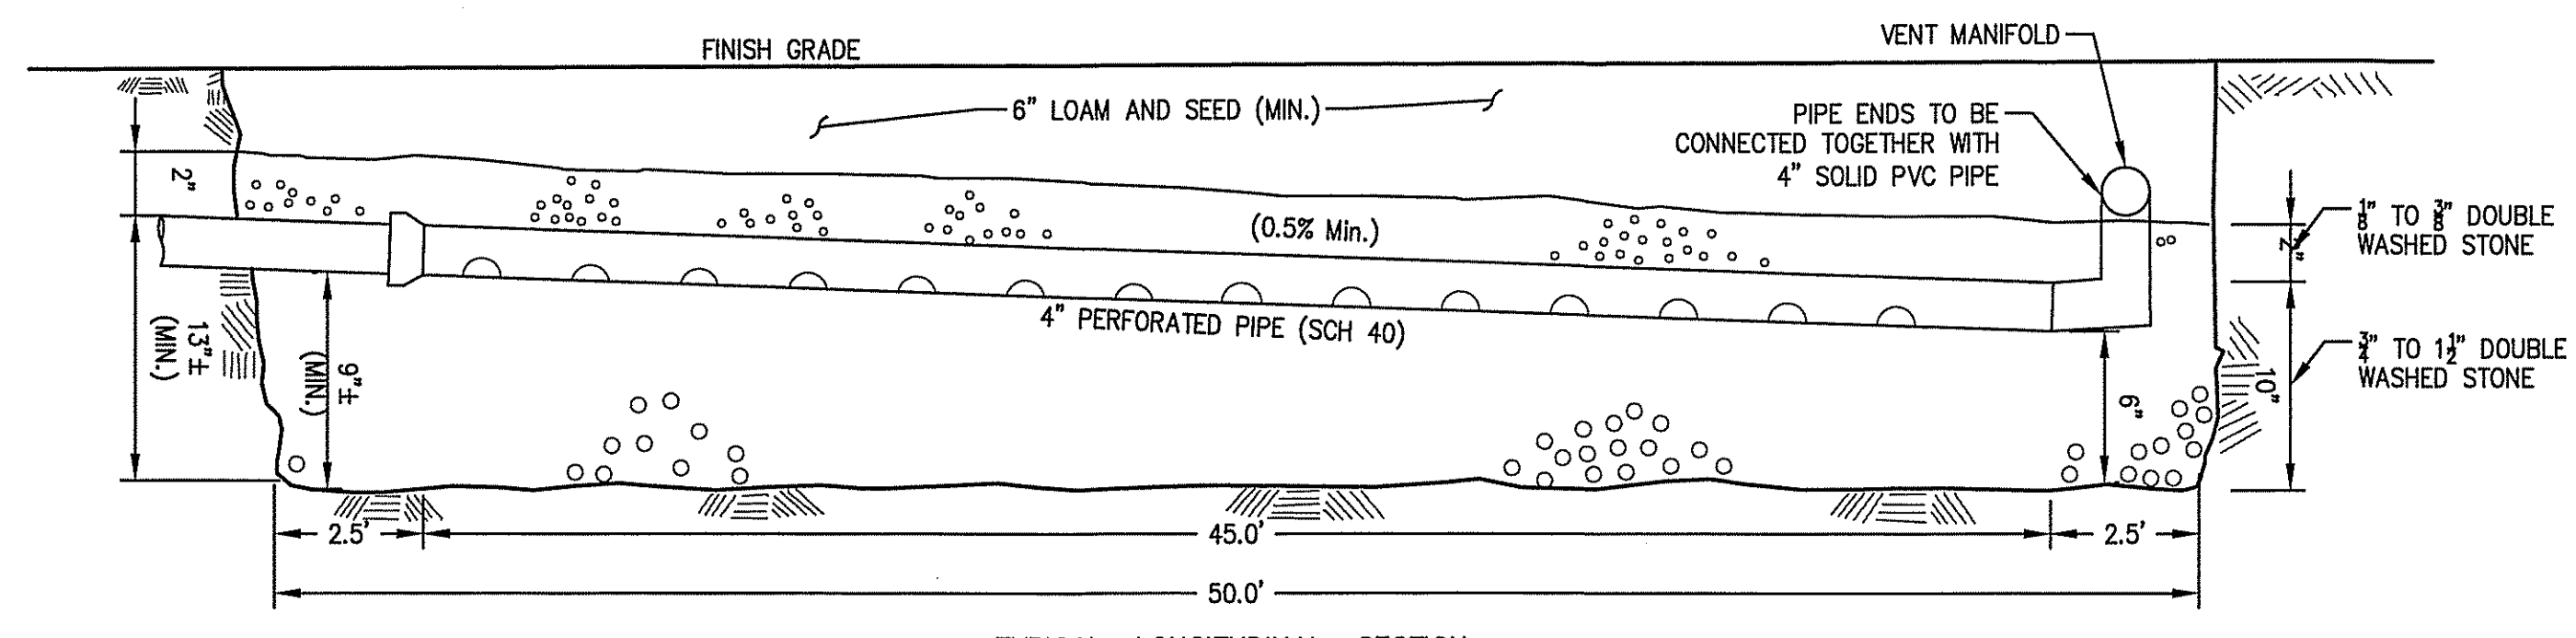 FINISH GRADE
VENT MANIFOLD
6" LOAM AND SEED (MIN.)
PIPE ENDS TO BE
CONNECTED TOGETHER WITH
4" SOLID PVC PIPE
2"
(0.5% Min.)
2"
1/8" TO 3/8" DOUBLE
WASHED STONE
4" PERFORATED PIPE (SCH 40)
13"±
(MIN.)
9"±
(MIN.)
6"
10"
3/4" TO 1 1/2" DOUBLE
WASHED STONE
2.5'
45.0'
2.5'
50.0'